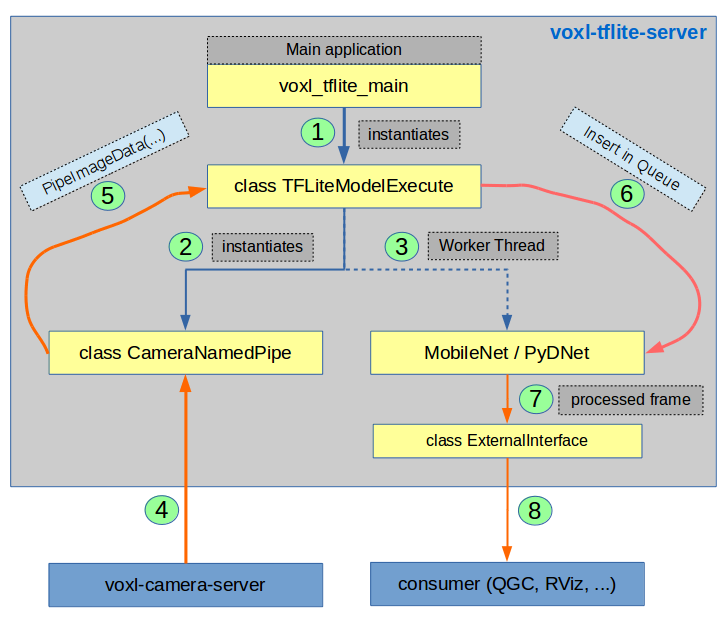 voxl-tflite-server
Main application
voxl_tflite_main
1
instantiates
PipeImageData(...)
5
Insert in Queue
6
class TFLiteModelExecute
2
instantiates
3
Worker Thread
class CameraNamedPipe
MobileNet / PyDNet
7
processed frame
class ExternalInterface
4
8
voxl-camera-server
consumer (QGC, RViz, ...)